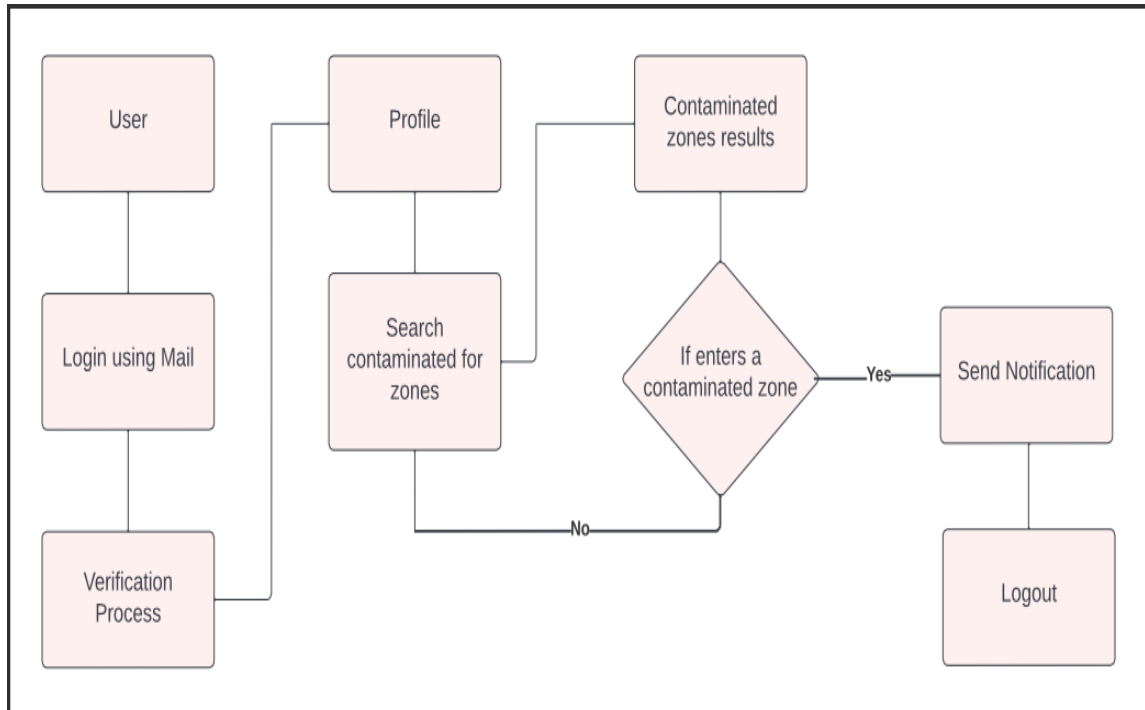 User
Login using Mail
Verification
Process
Profile
Search
contaminated for
zones
Contaminated
zones results
If enters a
contaminated zone
No
Yes
Send Notification
Logout